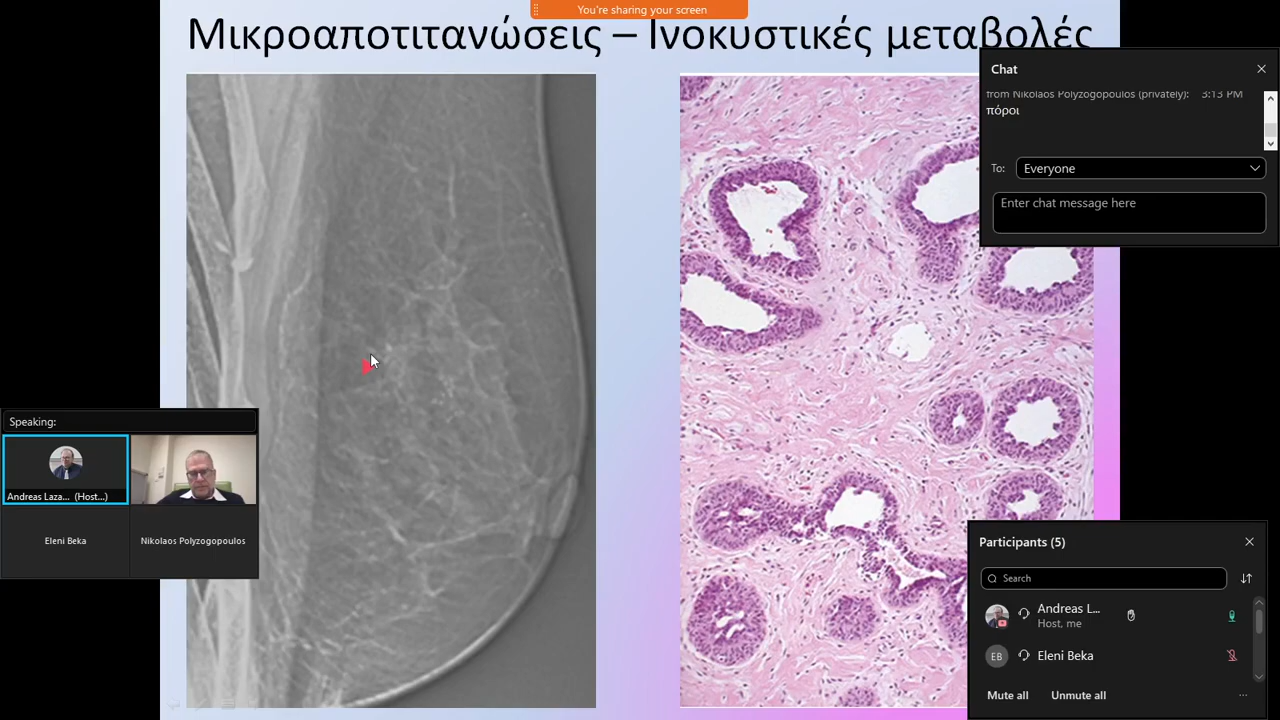 You're sharing your screen
Μικροαποτιτανώσεις – Ινοκυστικές μεταβολές
Chat
from Nikolaos Polyzogopoulos (privately): 3:13 PM
πόροι
To: Everyone
Enter chat message here
Speaking:
Andreas Laza... (Host...)
Eleni Beka
Nikolaos Polyzogopoulos
Participants (5)
Search
Andreas L...
Host, me
EB
Eleni Beka
Mute all
Unmute all
...